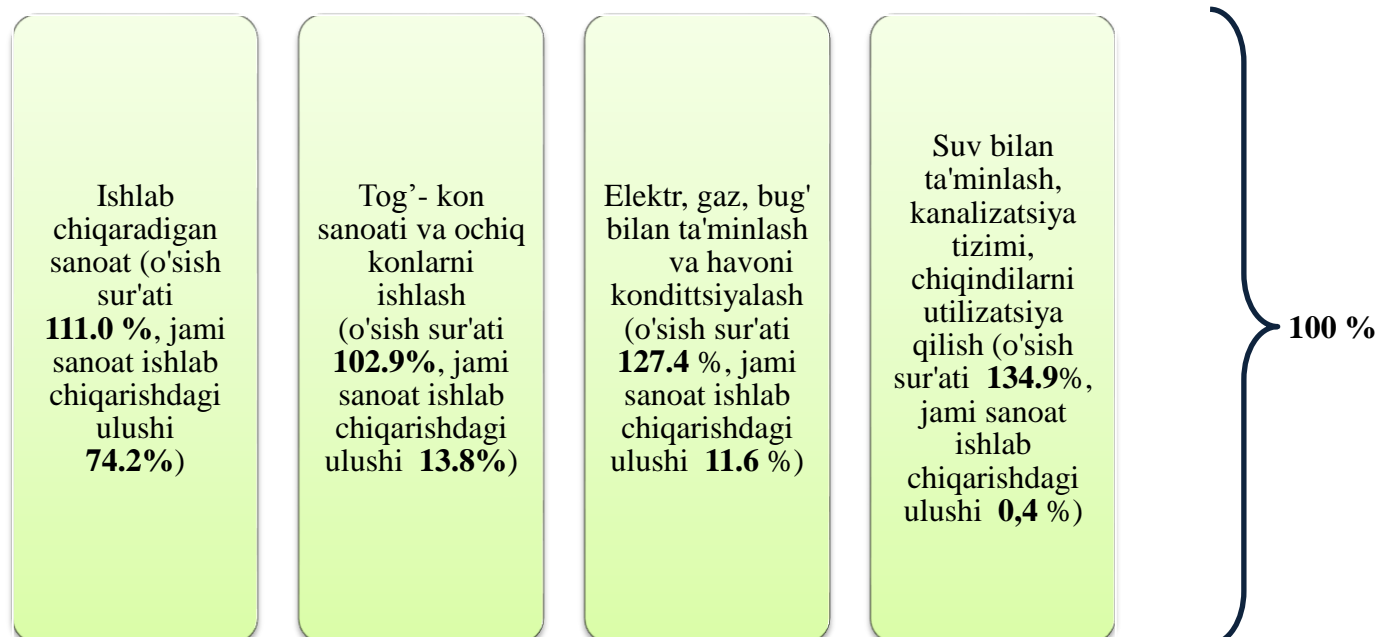 Ishlab
chiqaradigan
sanoat (o'sish
sur'ati
111.0 %, jami
sanoat ishlab
chiqarishdagi
ulushi
74.2%)
Tog’- kon
sanoati va ochiq
konlarni
ishlash
(o'sish sur'ati
102.9%, jami
sanoat ishlab
chiqarishdagi
ulushi 13.8%)
Elektr, gaz, bug'
bilan ta'minlash
va havoni
kondittsiyalash
(o'sish sur'ati
127.4 %, jami
sanoat ishlab
chiqarishdagi
ulushi 11.6 %)
Suv bilan
ta'minlash,
kanalizatsiya
tizimi,
chiqindilarni
utilizatsiya
qilish (o'sish
sur'ati 134.9%,
jami sanoat
ishlab
chiqarishdagi
ulushi 0,4 %)
100 %